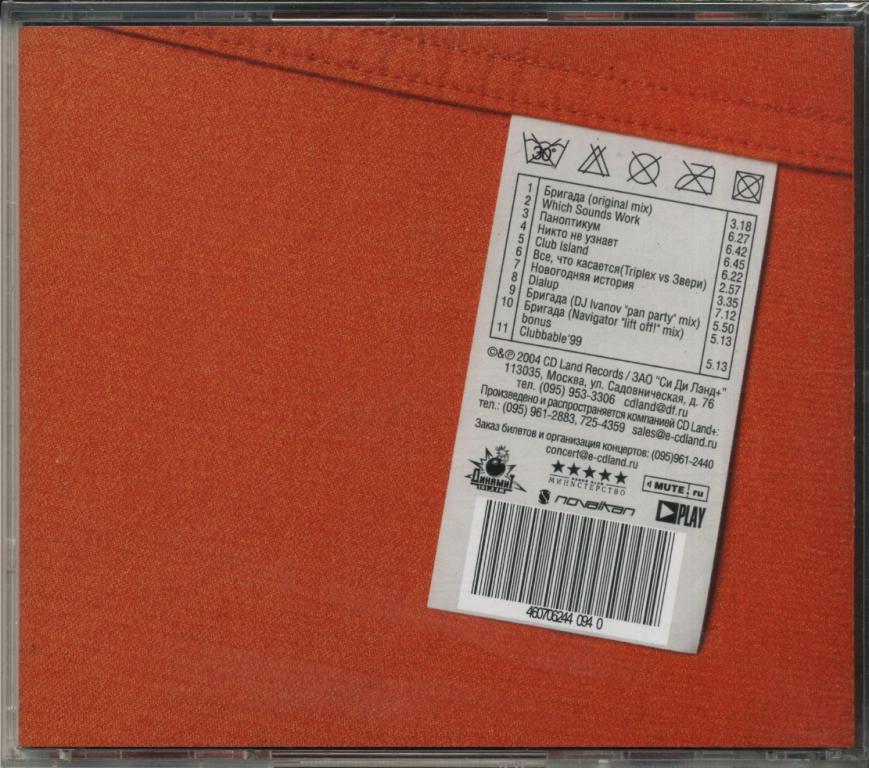 30°
1 Бригада (original mix) 3.18
2 Which Sounds Work 6.27
3 Паноптикум 6.42
4 Никто не узнает 6.45
5 Club Island 6.22
6 Все, что касается(Triplex vs Звери) 2.57
7 Новогодняя история 3.35
8 Dialup 7.12
9 Бригада (DJ Ivanov "pan party" mix) 5.50
10 Бригада (Navigator "lift off!" mix) 5.13
bonus
11 Clubbable'99 5.13
©&℗ 2004 CD Land Records / ЗАО "Си Ди Лэнд+"
113035, Москва, ул. Садовническая, д. 76
тел. (095) 953-3306 cdland@df.ru
Произведено и распространяется компанией CD Land+:
тел.: (095) 961-2883, 725-4359 sales@e-cdland.ru
Заказ билетов и организация концертов: (095)961-2440
concert@e-cdland.ru
Динамит
МИНИСТЕРСТВО
MUTE.ru
novalkan
PLAY
460706244 094 0